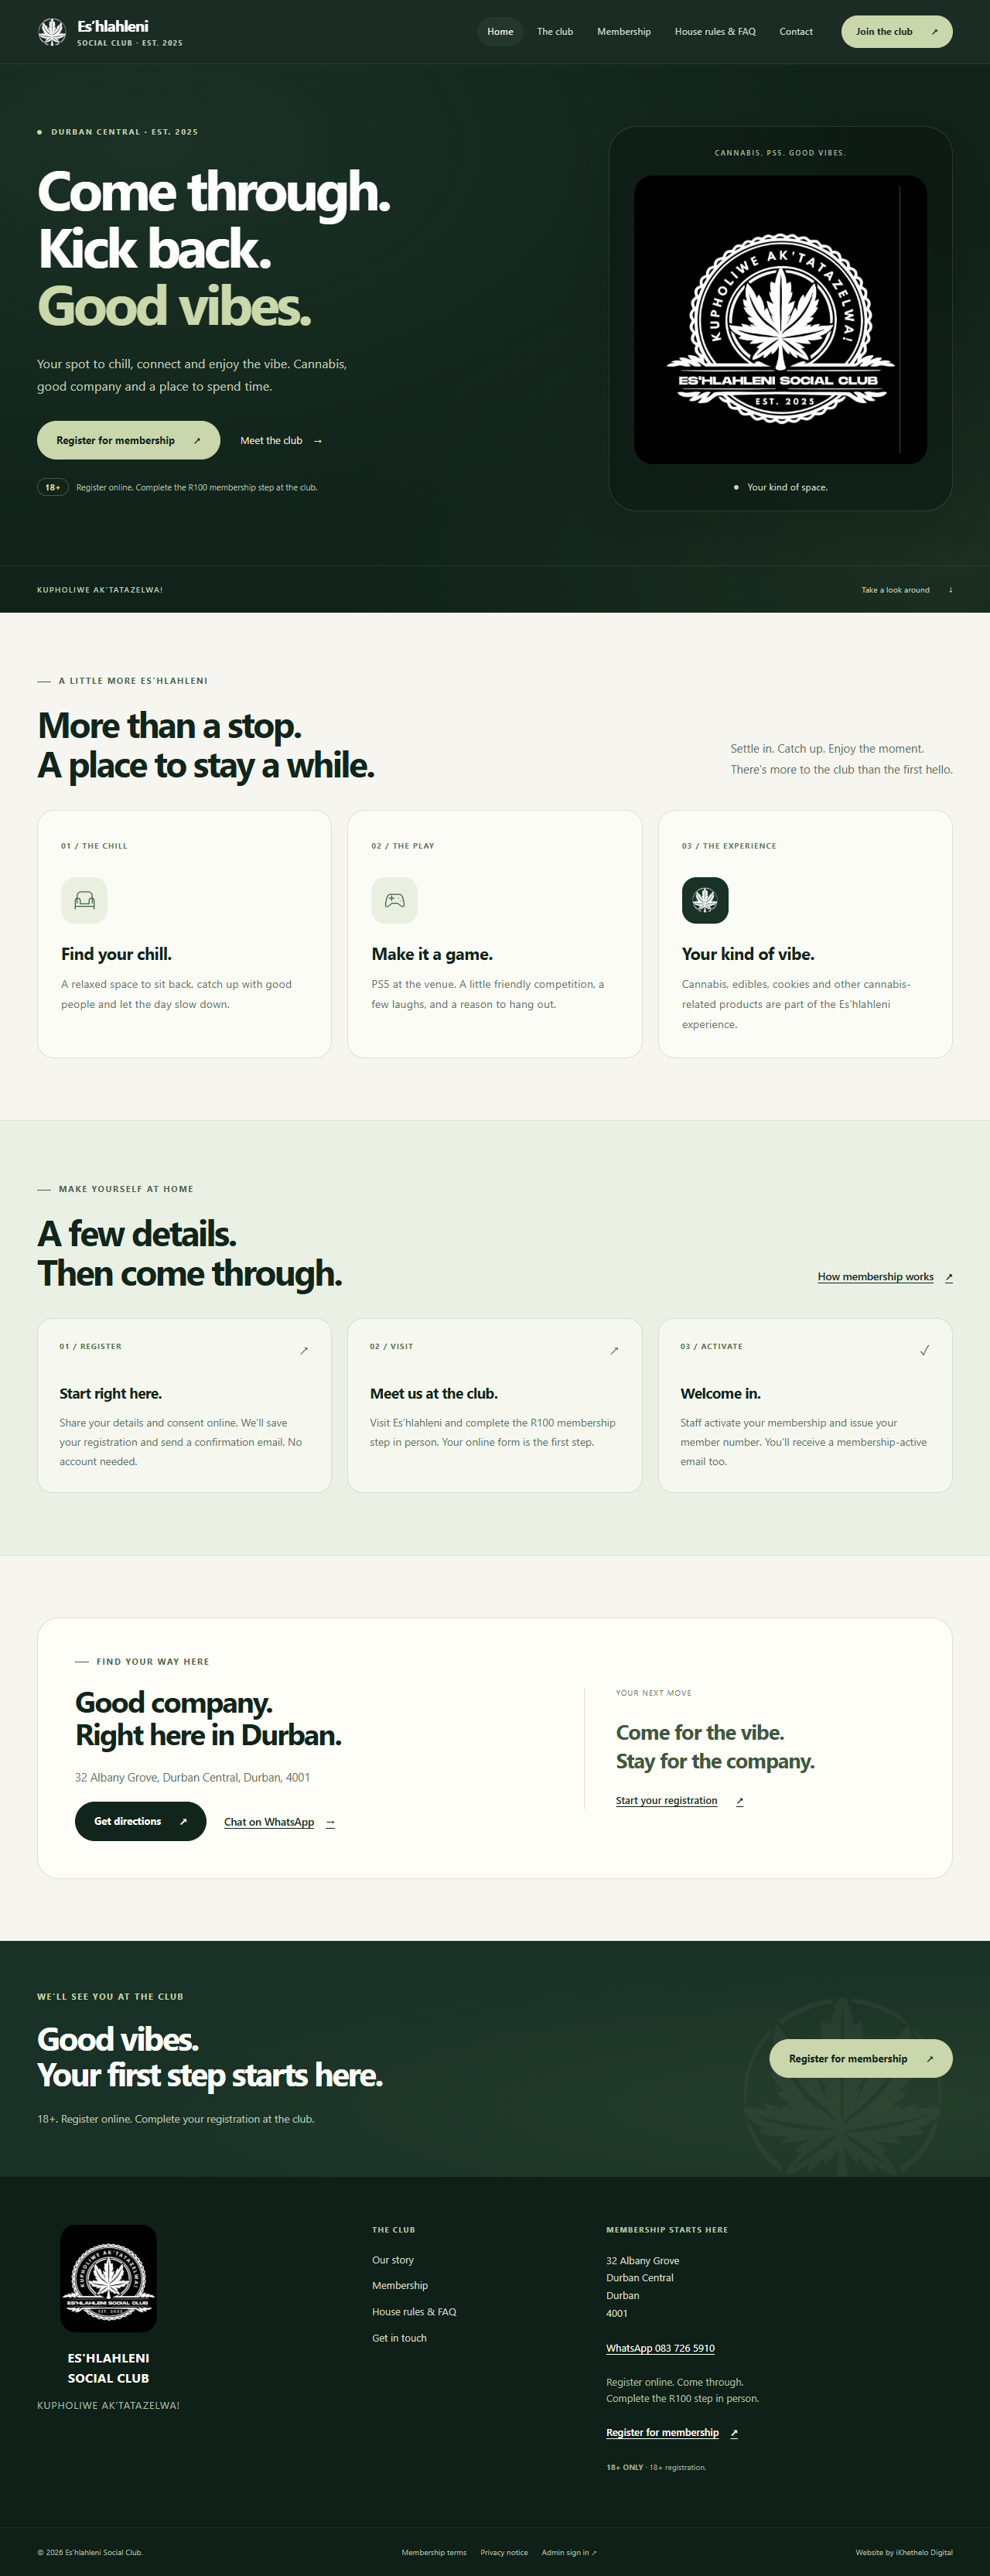 Es'hlahleni
SOCIAL CLUB · EST. 2025
Home
The club
Membership
House rules & FAQ
Contact
Join the club ↗
DURBAN CENTRAL · EST. 2025
Come through.
Kick back.
Good vibes.
Your spot to chill, connect and enjoy the vibe. Cannabis,
good company and a place to spend time.
Register for membership ↗
Meet the club →
18+ Register online. Complete the R100 membership step at the club.
CANNABIS. PS5. GOOD VIBES.
KUPHOLIWE AK'TATAZELWA!
ES'HLAHLENI SOCIAL CLUB
EST. 2025
Your kind of space.
KUPHOLIWE AK'TATAZELWA!
Take a look around ↓
A LITTLE MORE ES'HLAHLENI
More than a stop.
A place to stay a while.
Settle in. Catch up. Enjoy the moment.
There's more to the club than the first hello.
01 / THE CHILL
Find your chill.
A relaxed space to sit back, catch up with good
people and let the day slow down.
02 / THE PLAY
Make it a game.
PS5 at the venue. A little friendly competition, a
few laughs, and a reason to hang out.
03 / THE EXPERIENCE
Your kind of vibe.
Cannabis, edibles, cookies and other cannabis-
related products are part of the Es'hlahleni
experience.
MAKE YOURSELF AT HOME
A few details.
Then come through.
How membership works ↗
01 / REGISTER ↗
Start right here.
Share your details and consent online. We'll save
your registration and send a confirmation email. No
account needed.
02 / VISIT ↗
Meet us at the club.
Visit Es'hlahleni and complete the R100 membership
step in person. Your online form is the first step.
03 / ACTIVATE ✓
Welcome in.
Staff activate your membership and issue your
member number. You'll receive a membership-active
email too.
FIND YOUR WAY HERE
Good company.
Right here in Durban.
32 Albany Grove, Durban Central, Durban, 4001
Get directions ↗
Chat on WhatsApp →
YOUR NEXT MOVE
Come for the vibe.
Stay for the company.
Start your registration ↗
WE'LL SEE YOU AT THE CLUB
Good vibes.
Your first step starts here.
18+. Register online. Complete your registration at the club.
Register for membership ↗
KUPHOLIWE AK'TATAZELWA!
ES'HLAHLENI SOCIAL CLUB
EST. 2025
ES'HLAHLENI
SOCIAL CLUB
KUPHOLIWE AK'TATAZELWA!
THE CLUB
Our story
Membership
House rules & FAQ
Get in touch
MEMBERSHIP STARTS HERE
32 Albany Grove
Durban Central
Durban
4001
WhatsApp 083 726 5910
Register online. Come through.
Complete the R100 step in person.
Register for membership ↗
18+ ONLY · 18+ registration.
© 2026 Es'hlahleni Social Club.
Membership terms
Privacy notice
Admin sign in ↗
Website by iKhethelo Digital